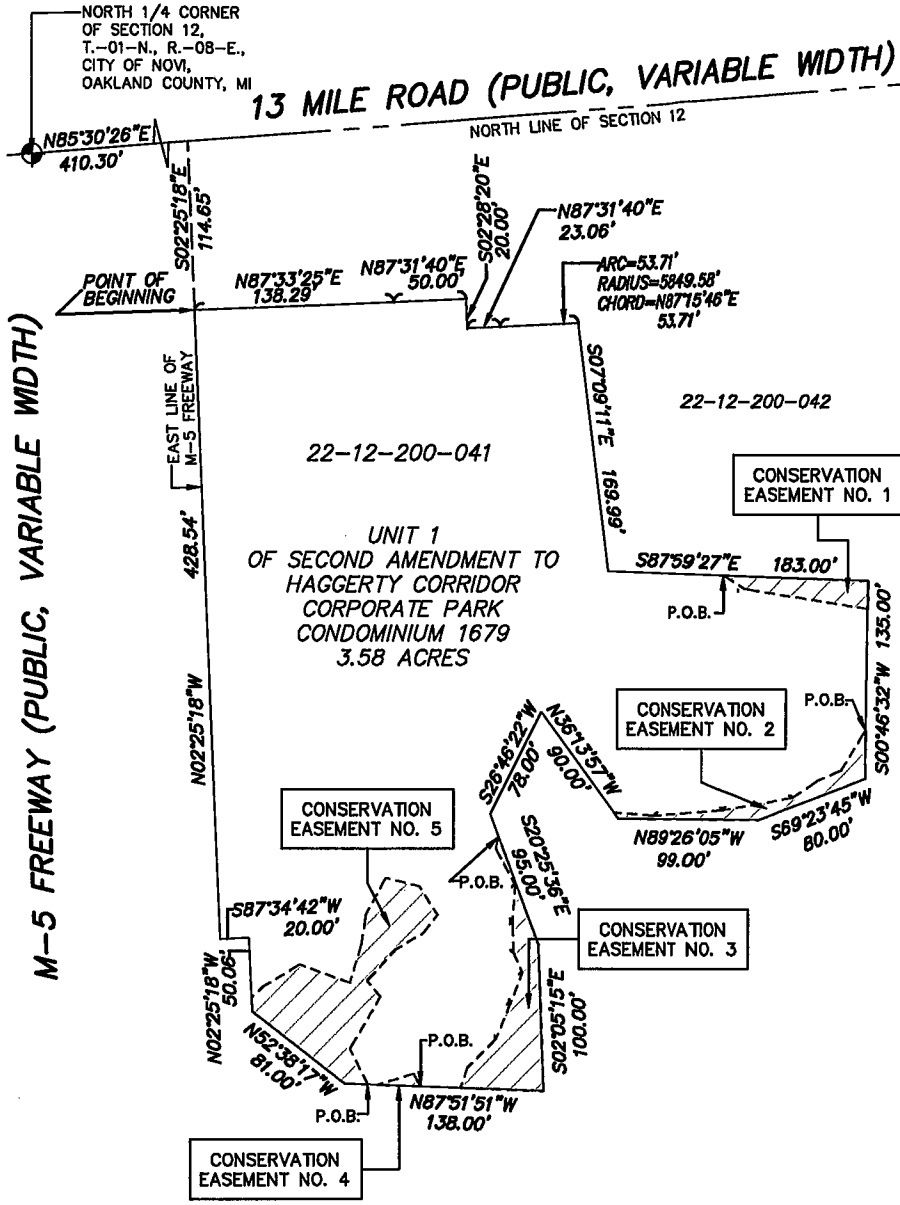 NORTH 1/4 CORNER
OF SECTION 12,
T.-01-N., R.-08-E.,
CITY OF NOVI,
OAKLAND COUNTY, MI
13 MILE ROAD (PUBLIC, VARIABLE WIDTH)
NORTH LINE OF SECTION 12
N85°30'26"E
410.30'
S02°25'18"E
114.65'
S02°28'20"E
20.00'
N87°31'40"E
23.06'
POINT OF
BEGINNING
N87°33'25"E
138.29'
N87°31'40"E
50.00'
ARC=53.71'
RADIUS=5849.58'
CHORD=N87°15'46"E
53.71'
M-5 FREEWAY (PUBLIC, VARIABLE WIDTH)
EAST LINE OF
M-5 FREEWAY
S07°09'11"E 169.99'
22-12-200-042
22-12-200-041
CONSERVATION
EASEMENT NO. 1
UNIT 1
OF SECOND AMENDMENT TO
HAGGERTY CORRIDOR
CORPORATE PARK
CONDOMINIUM 1679
3.58 ACRES
428.54'
N02°25'18"W
S87°59'27"E 183.00'
P.O.B.
S00°46'32"W 135.00'
P.O.B.
CONSERVATION
EASEMENT NO. 2
S26°46'22"W
78.00'
N36°13'57"W
90.00'
CONSERVATION
EASEMENT NO. 5
N89°26'05"W
99.00'
S69°23'45"W
80.00'
S20°25'36"E
95.00'
P.O.B.
S87°34'42"W
20.00'
CONSERVATION
EASEMENT NO. 3
N02°25'18"W
50.06'
N52°38'17"W
81.00'
S02°05'15"E
100.00'
P.O.B.
N87°51'51"W
138.00'
P.O.B.
CONSERVATION
EASEMENT NO. 4